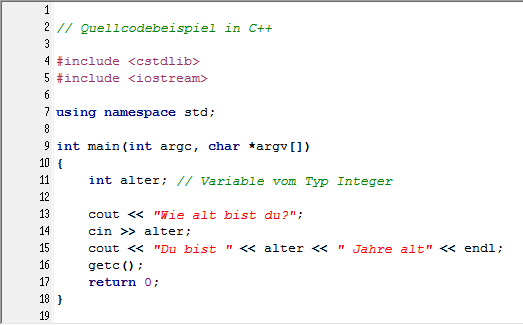 1
2 // Quellcodebeispiel in C++
3
4 #include <cstdlib>
5 #include <iostream>
6
7 using namespace std;
8
9 int main(int argc, char *argv[])
10 {
11     int alter; // Variable vom Typ Integer
12
13     cout << "Wie alt bist du?";
14     cin >> alter;
15     cout << "Du bist " << alter << " Jahre alt" << endl;
16     getc();
17     return 0;
18 }
19